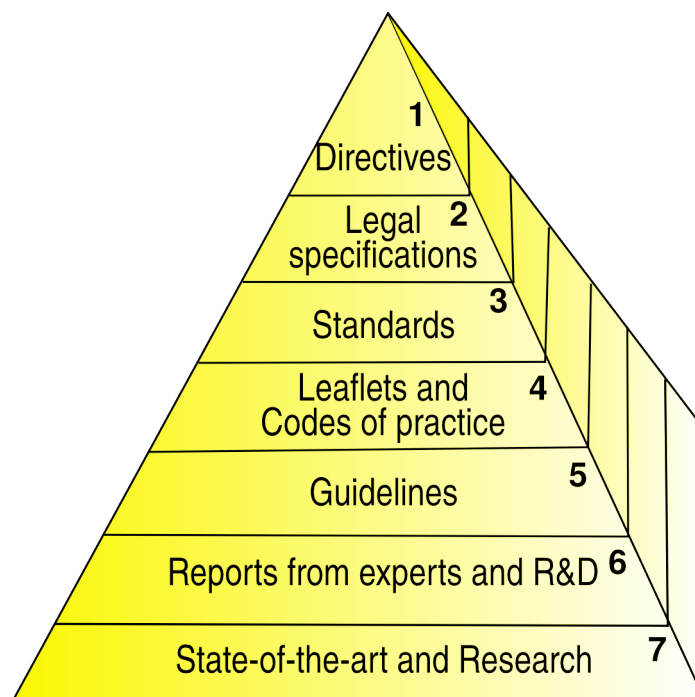 1
Directives
2
Legal
specifications
3
Standards
4
Leaflets and
Codes of practice
5
Guidelines
6
Reports from experts and R&D
7
State-of-the-art and Research